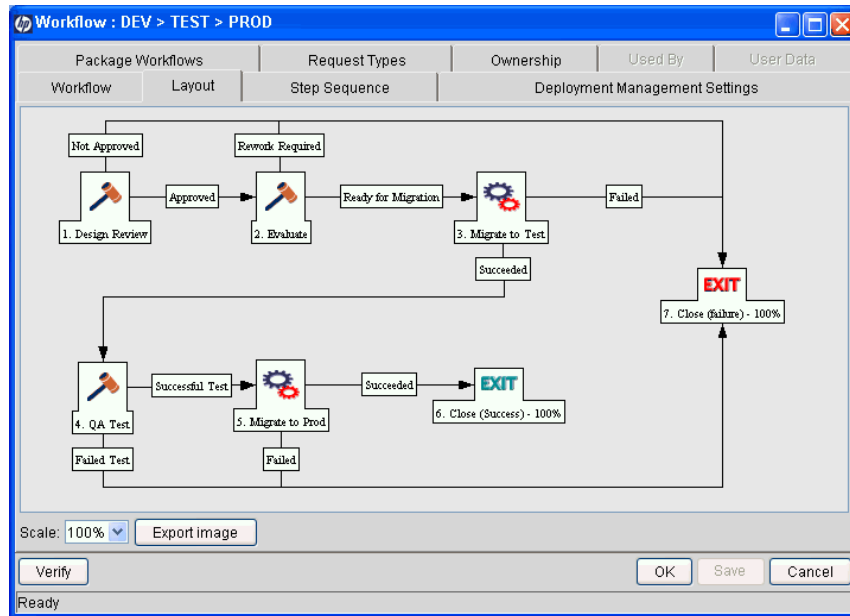 hp Workflow : DEV > TEST > PROD
Package Workflows Request Types Ownership Used By User Data
Workflow Layout Step Sequence Deployment Management Settings
Not Approved Rework Required
Approved Ready for Migration Failed
1. Design Review 2. Evaluate 3. Migrate to Test
Succeeded
EXIT
7. Close (failure) - 100%
Successful Test Succeeded EXIT
4. QA Test 5. Migrate to Prod 6. Close (Success) - 100%
Failed Test Failed
Scale: 100% Export image
Verify OK Save Cancel
Ready